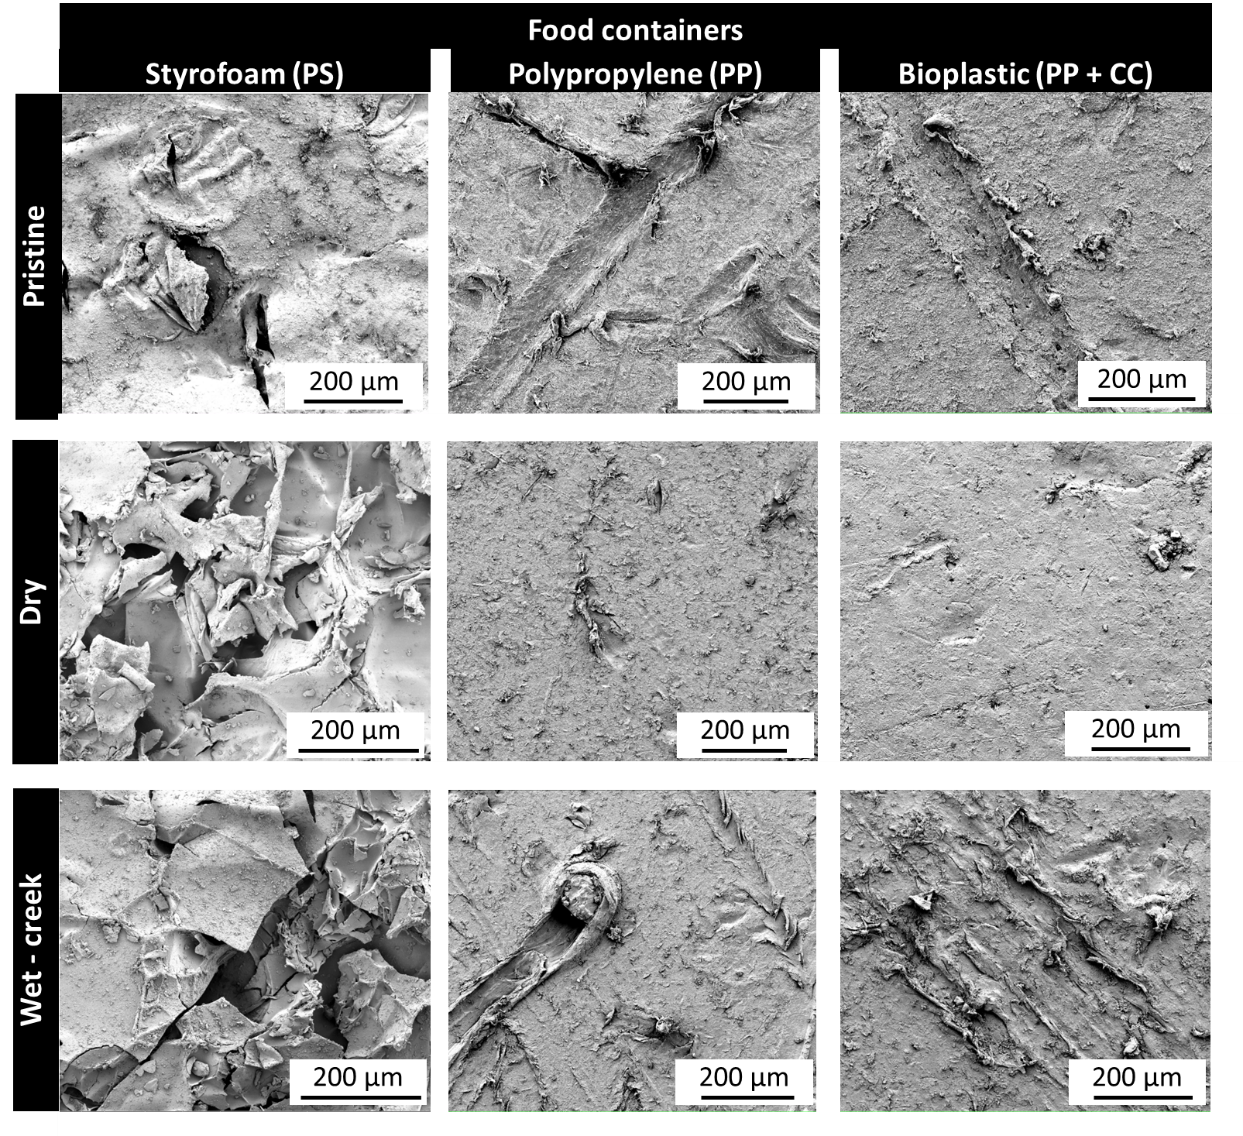 Food containers
Styrofoam (PS)
Polypropylene (PP)
Bioplastic (PP + CC)
Pristine
200 µm
200 µm
200 µm
Dry
200 µm
200 µm
200 µm
Wet - creek
200 µm
200 µm
200 µm